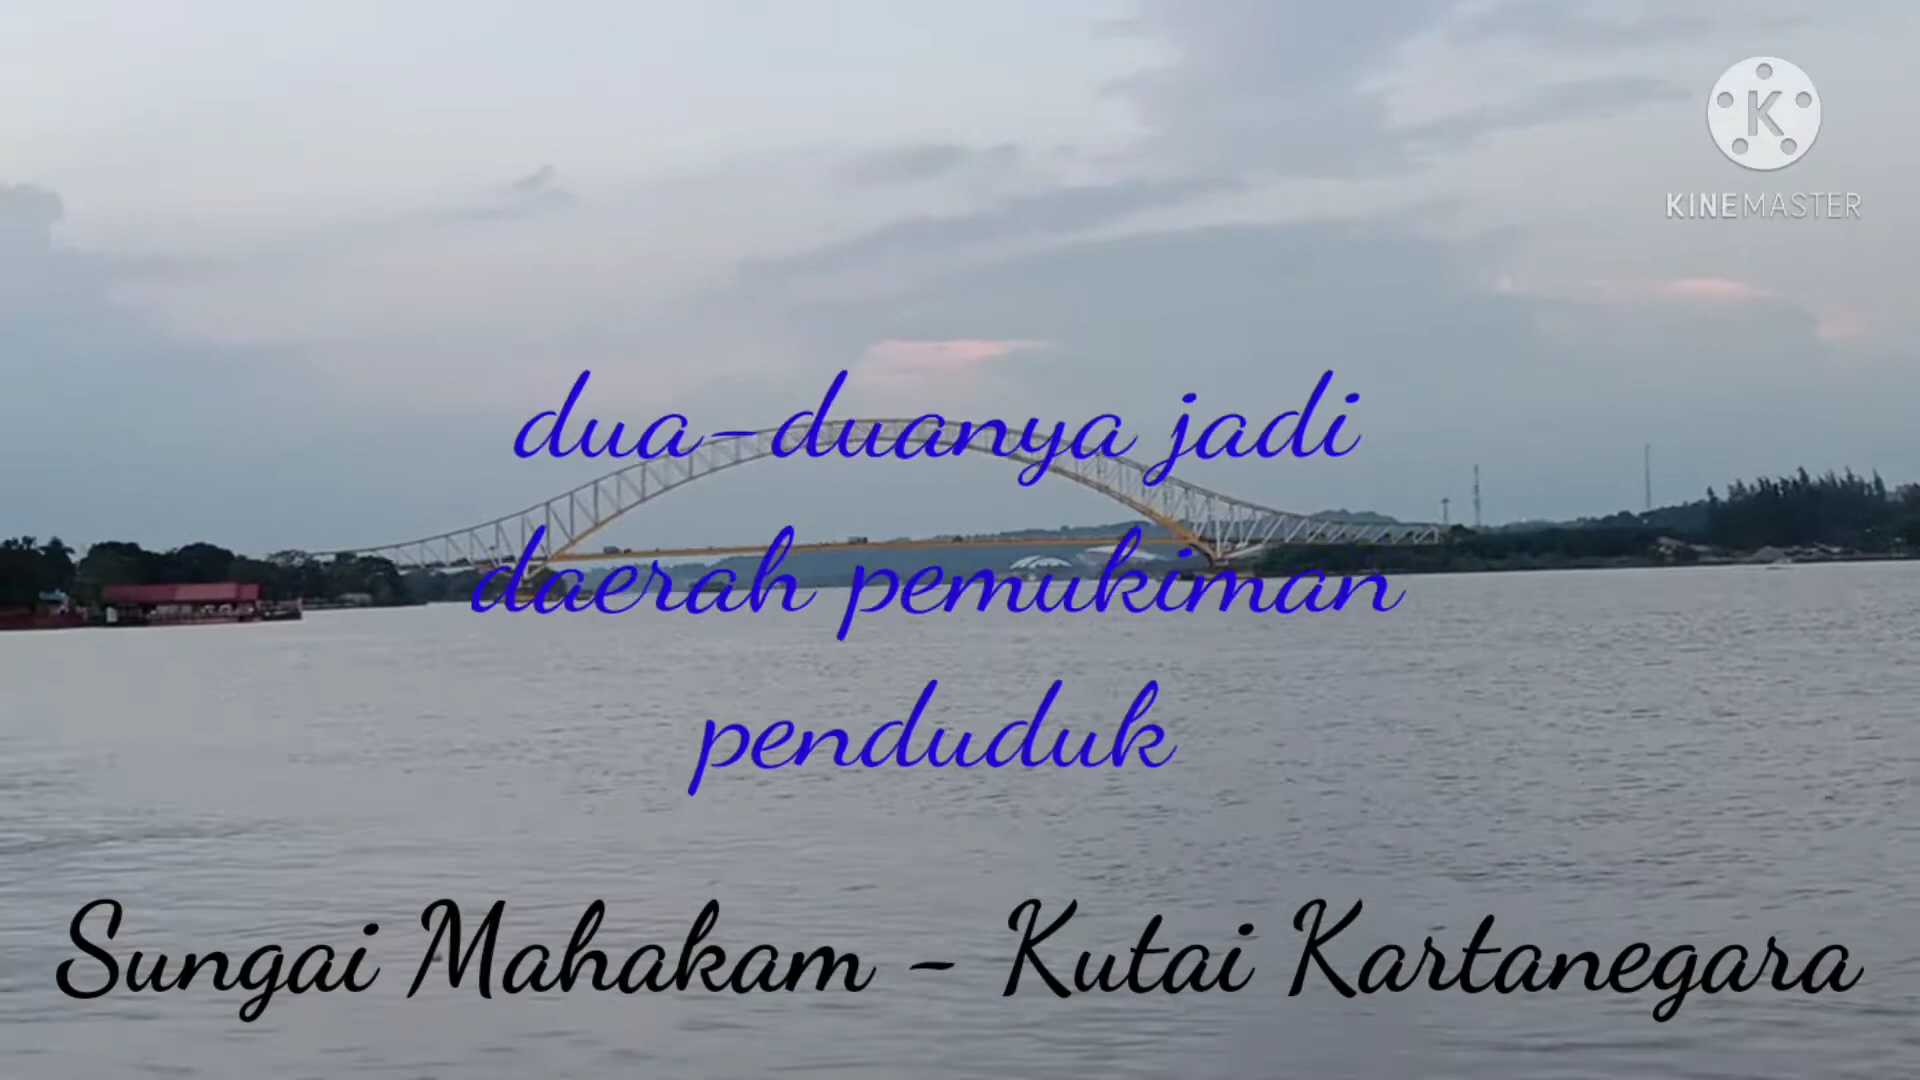 K
KINEMASTER
dua-duanya jadi
daerah pemukiman
penduduk
Sungai Mahakam - Kutai Kartanegara